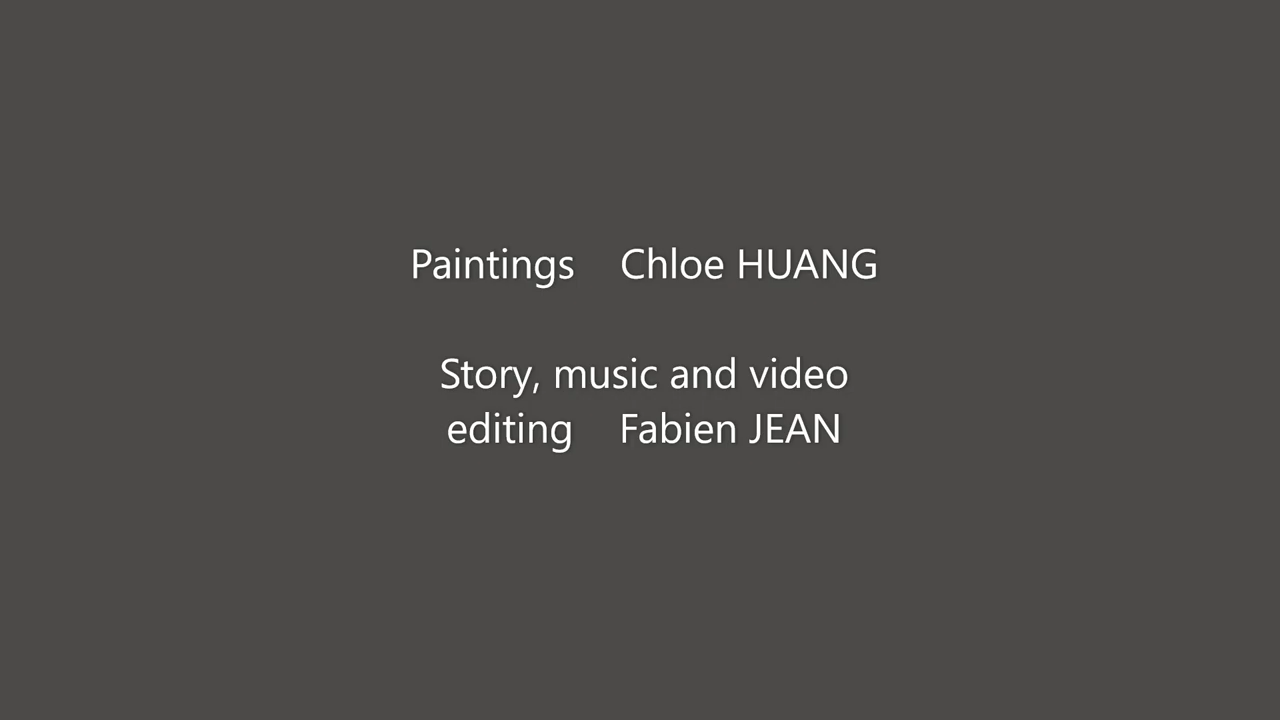 Paintings Chloe HUANG
Story, music and video
editing Fabien JEAN